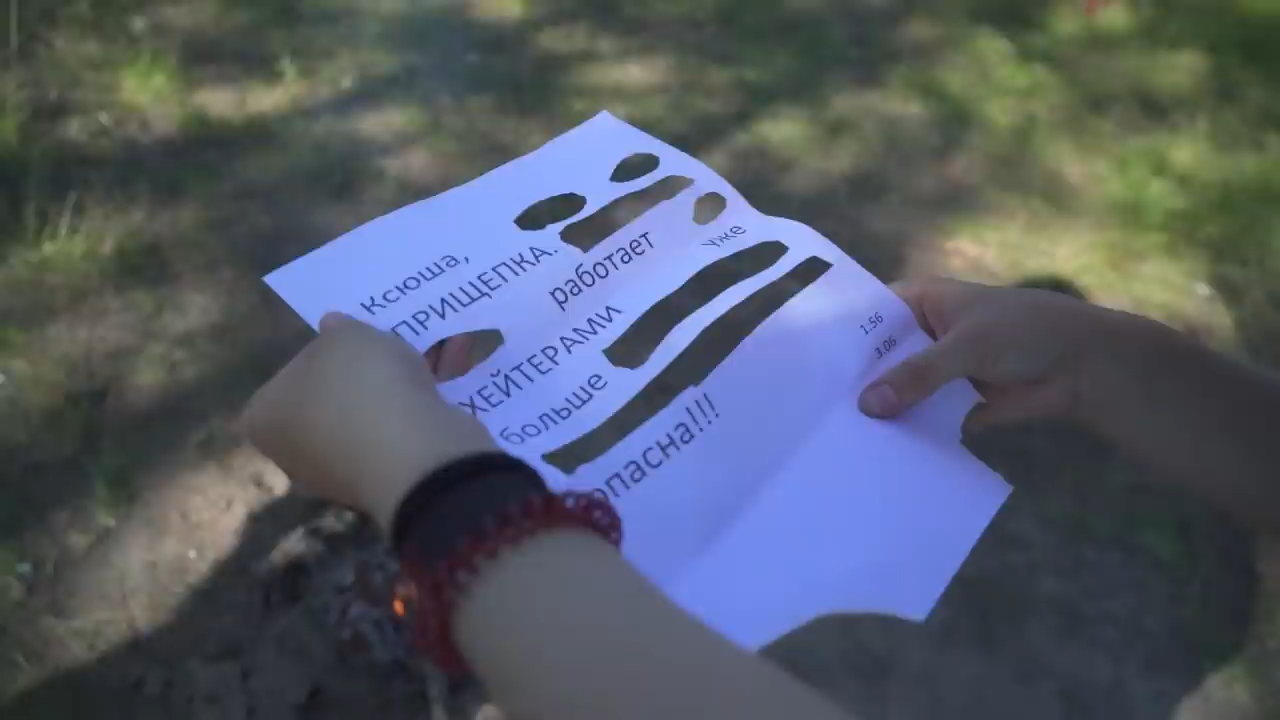 Ксюша,
ПРИЩЕПКА.
работает уже
ХЕЙТЕРАМИ
больше
опасна!!!
1.56
3.06